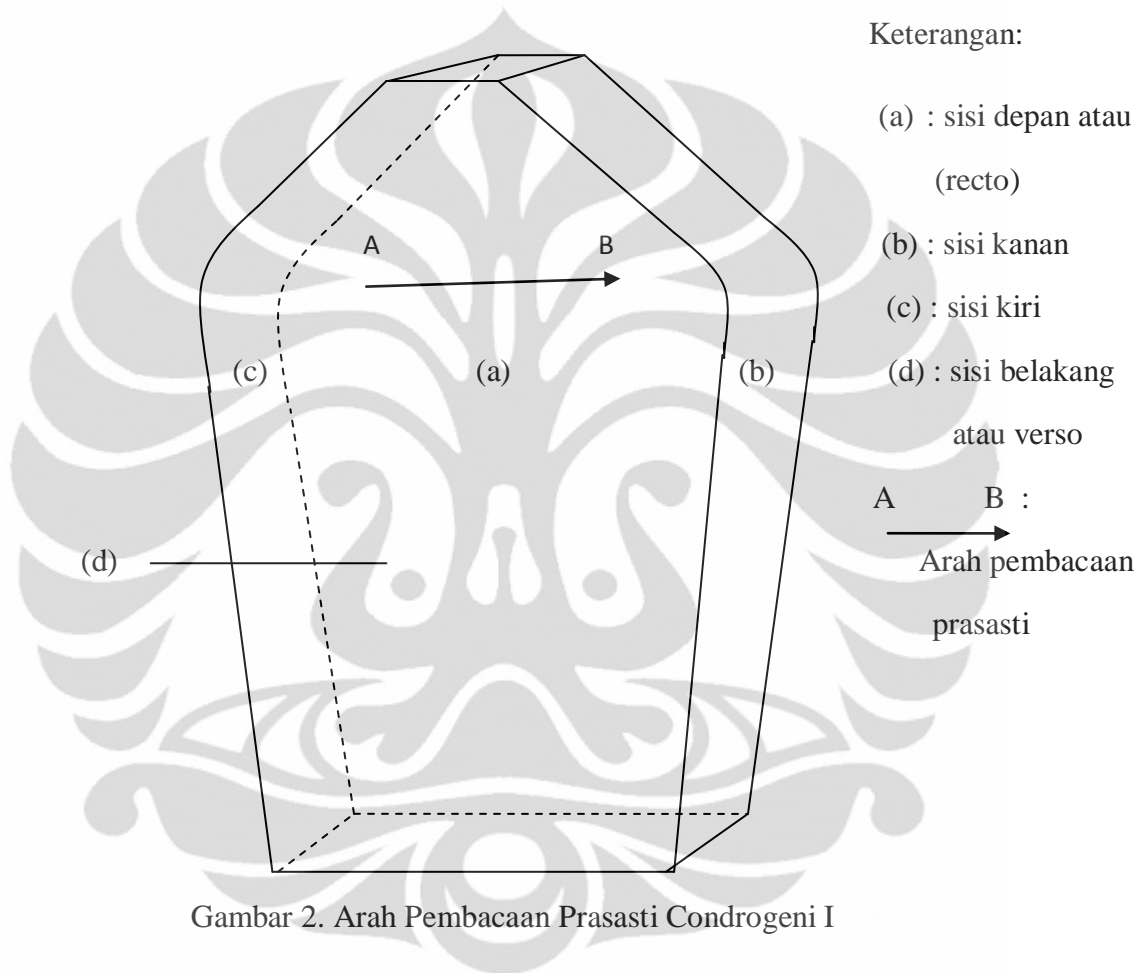 Keterangan:
(a) : sisi depan atau
(recto)
(b) : sisi kanan
(c) : sisi kiri
(d) : sisi belakang
atau verso
A B :
Arah pembacaan
prasasti
A B
(c) (a) (b)
(d)
Gambar 2. Arah Pembacaan Prasasti Condrogeni I